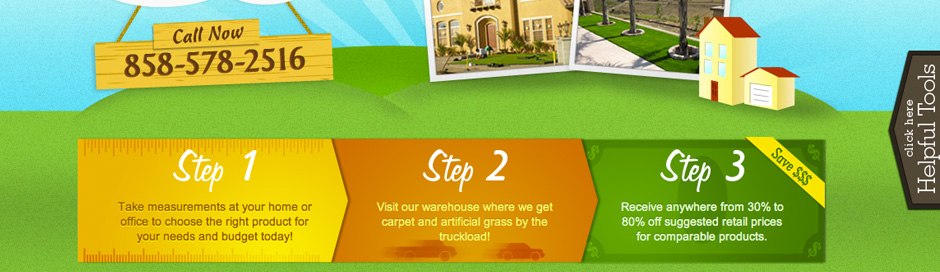 Call Now
858-578-2516
click here
Helpful Tools
Step 1
Take measurements at your home or
office to choose the right product for
your needs and budget today!
Step 2
Visit our warehouse where we get
carpet and artificial grass by the
truckload!
Step 3
Save $$$
Receive anywhere from 30% to
80% off suggested retail prices
for comparable products.